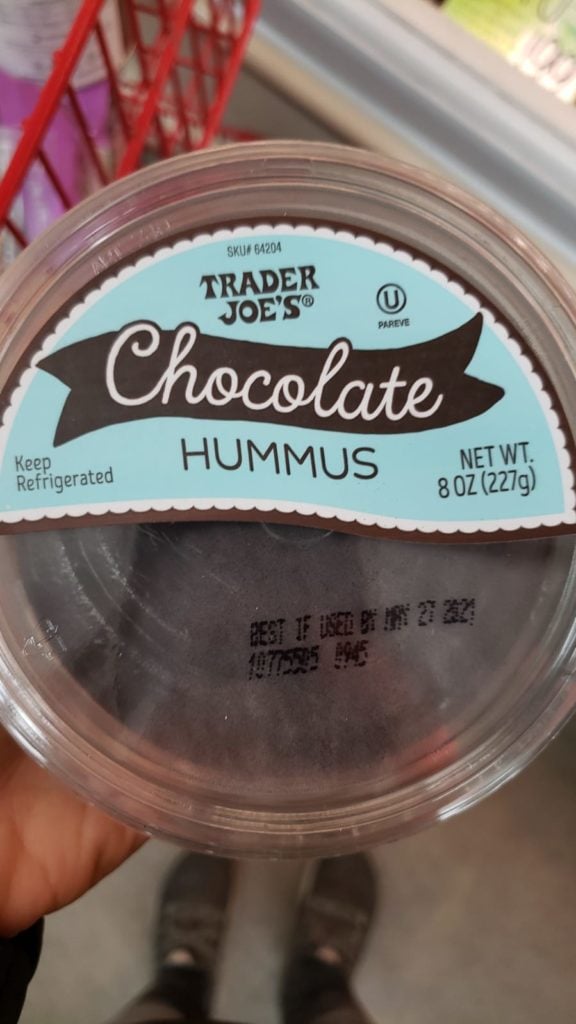 SKU# 64204
TRADER
JOE'S®
U
PAREVE
Chocolate
HUMMUS
Keep
Refrigerated
NET WT.
8 OZ (227g)
BEST IF USED BY MAY 27 2021